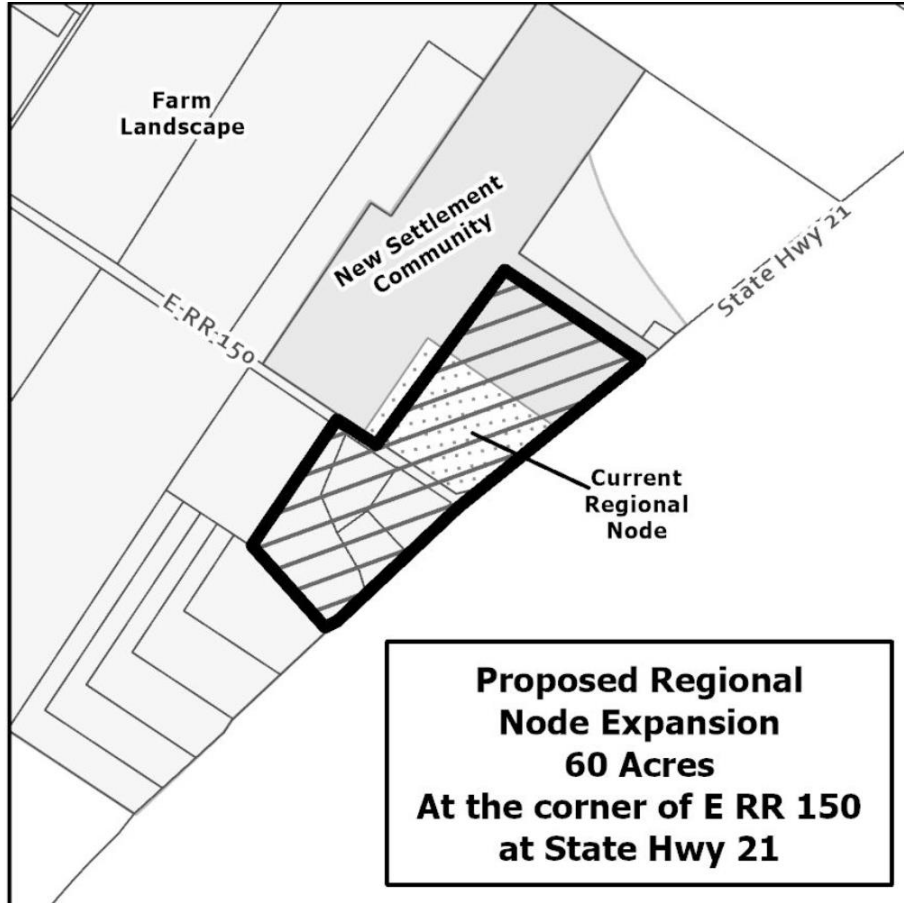 Farm
Landscape
New Settlement
Community
State Hwy 21
E RR 150
Current
Regional
Node
Proposed Regional
Node Expansion
60 Acres
At the corner of E RR 150
at State Hwy 21